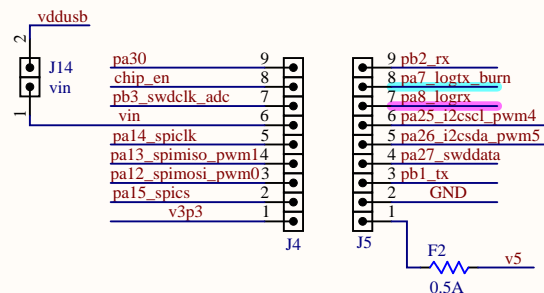 vddusb
2
J14
vin
1
pa30 9
chip_en 8
pb3_swdclk_adc 7
vin 6
pa14_spiclk 5
pa13_spimiso_pwm1 4
pa12_spimosi_pwm0 3
pa15_spics 2
v3p3 1
J4
9 pb2_rx
8 pa7_logtx_burn
7 pa8_logrx
6 pa25_i2cscl_pwm4
5 pa26_i2csda_pwm5
4 pa27_swddata
3 pb1_tx
2 GND
1
J5
F2
v5
0.5A